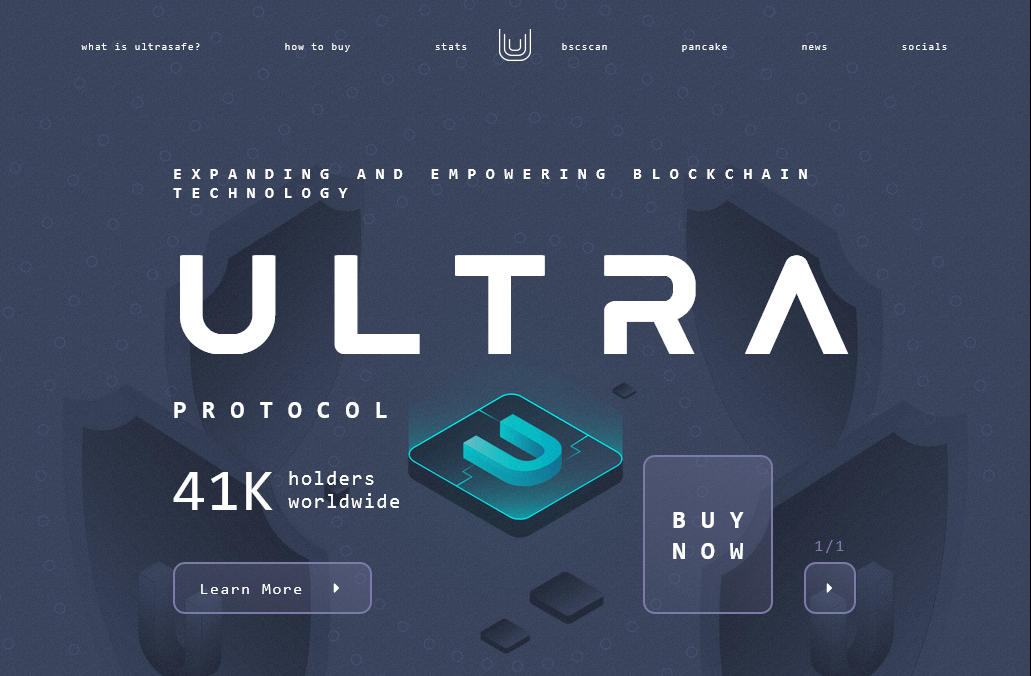 what is ultrasafe?
how to buy
stats
bscscan
pancake
news
socials
EXPANDING AND EMPOWERING BLOCKCHAIN
TECHNOLOGY
ULTRA
PROTOCOL
41K
holders
worldwide
BUY
NOW
1/1
Learn More